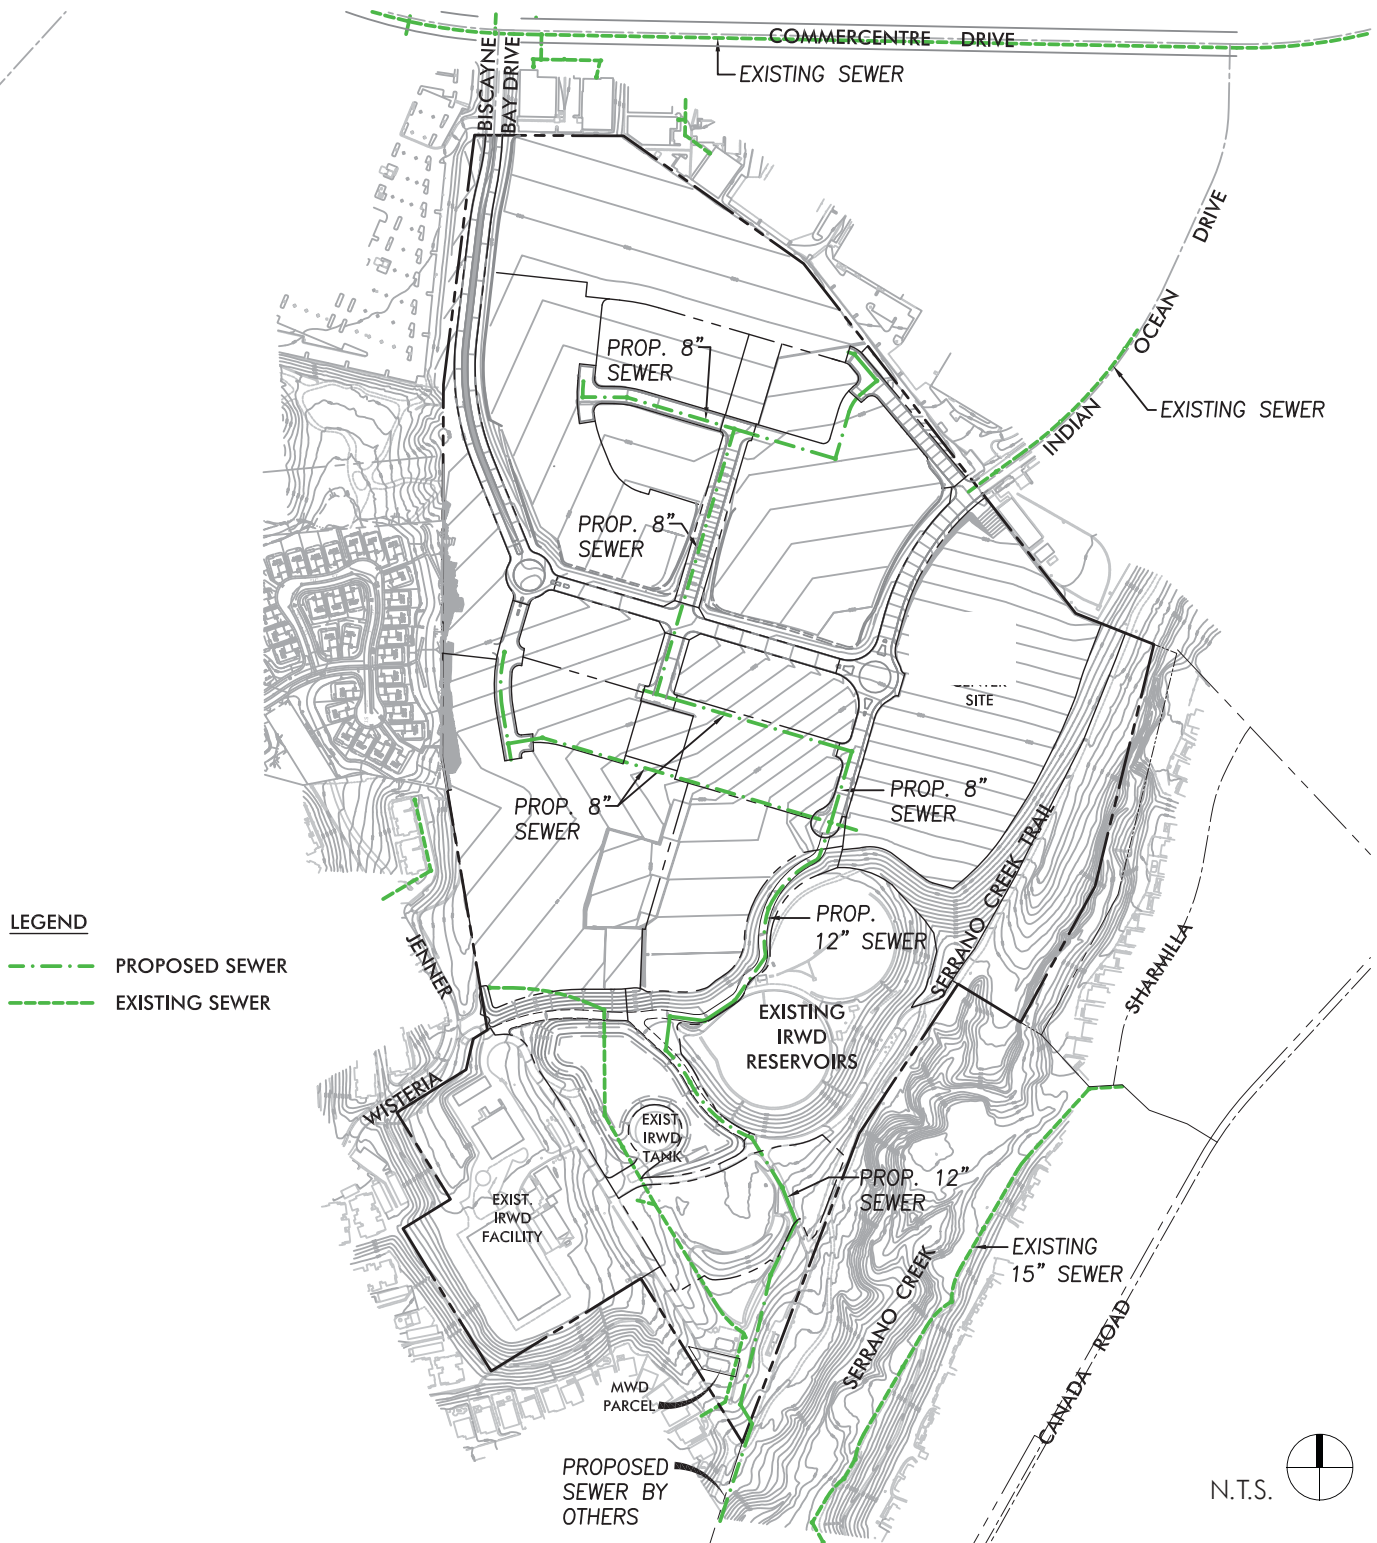 COMMERCENTRE DRIVE
EXISTING SEWER
BISCAYNE
BAY DRIVE
DRIVE
OCEAN
INDIAN
EXISTING SEWER
PROP. 8"
SEWER
PROP. 8"
SEWER
SITE
PROP. 8"
SEWER
PROP. 8"
SEWER
SERRANO CREEK TRAIL
PROP.
12" SEWER
SHARMILLA
JENNER
LEGEND
PROPOSED SEWER
EXISTING SEWER
EXISTING
IRWD
RESERVOIRS
WISTERIA
EXIST.
IRWD
TANK
PROP. 12"
SEWER
EXIST.
IRWD
FACILITY
EXISTING
15" SEWER
SERRANO CREEK
CANADA ROAD
MWD
PARCEL
PROPOSED
SEWER BY
OTHERS
N.T.S.